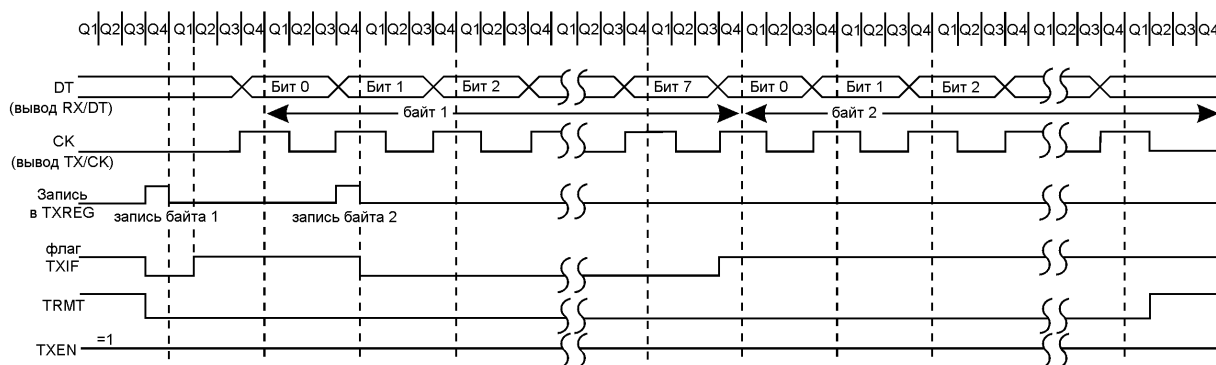 Q1 Q2 Q3 Q4 Q1 Q2 Q3 Q4 Q1 Q2 Q3 Q4 Q1 Q2 Q3 Q4 Q1 Q2 Q3 Q4 Q1 Q2 Q3 Q4 Q1 Q2 Q3 Q4 Q1 Q2 Q3 Q4 Q1 Q2 Q3 Q4 Q1 Q2 Q3 Q4 Q1 Q2 Q3 Q4 Q1 Q2 Q3 Q4
DT Бит 0 Бит 1 Бит 2 Бит 7 Бит 0 Бит 1 Бит 2
(вывод RX/DT) байт 1 байт 2
CK
(вывод TX/CK)
Запись
в TXREG запись байта 1 запись байта 2
флаг
TXIF
TRMT
TXEN =1